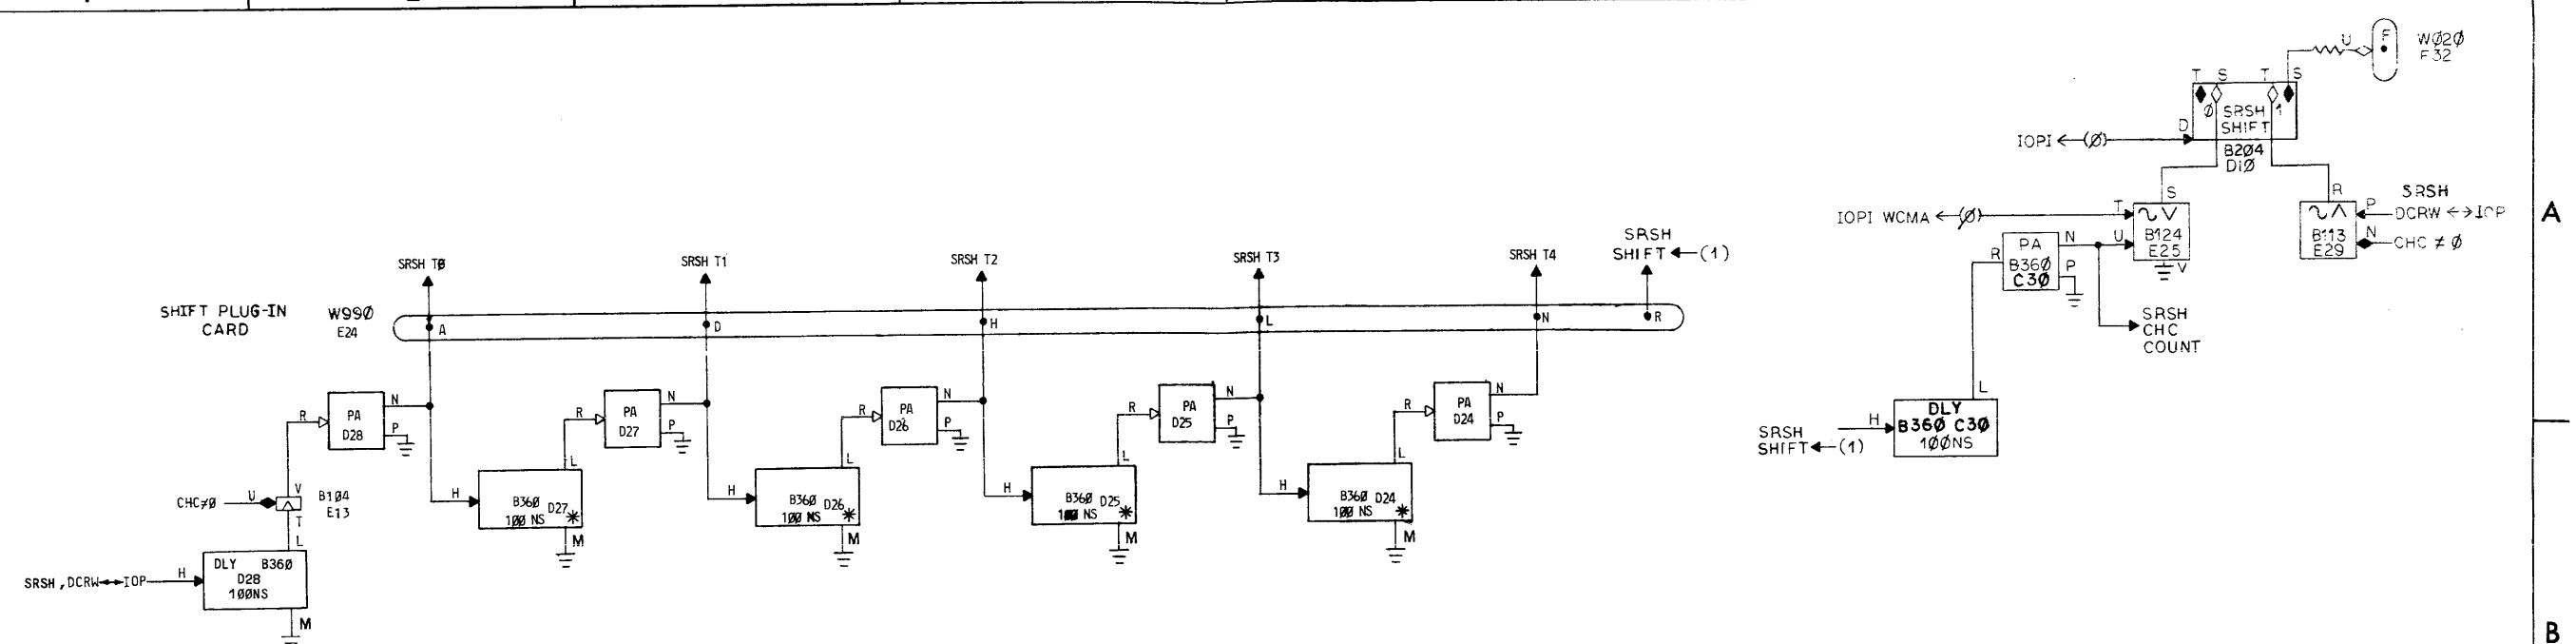 U F WØ2Ø
F32
T S T S
Ø SRSH 1
SHIFT
D
IOPI ←(Ø)
B2Ø4
D1Ø
S R SRSH
IOPI WCMA ←(Ø) T ∿ V ∿ Λ P DCRW ↔ IOP
A
PA N U B124 B113 N CHC ≠ Ø
R B36Ø P E25 E29
C3Ø V
SRSH
SHIFT ←(1)
SRSH TØ SRSH T1 SRSH T2 SRSH T3 SRSH T4
SHIFT PLUG-IN
CARD
W99Ø
E24
A D H L N R
SRSH
CHC
COUNT
L
R PA N R PA N R PA N R PA N R PA N
D28 P D27 P D26 P D25 P D24 P
DLY
H B36Ø C3Ø
1ØØNS
SRSH
SHIFT ←(1)
L L L L
CHC≠Ø U V B1Ø4
E13
T
H B36Ø D27 H B36Ø D26 H B36Ø D25 H B36Ø D24
1ØØ NS * 1ØØ NS * 1ØØ NS * 1ØØ NS *
M M M M
L
DLY B36Ø
SRSH,DCRW↔IOP H D28
1ØØNS
M
B